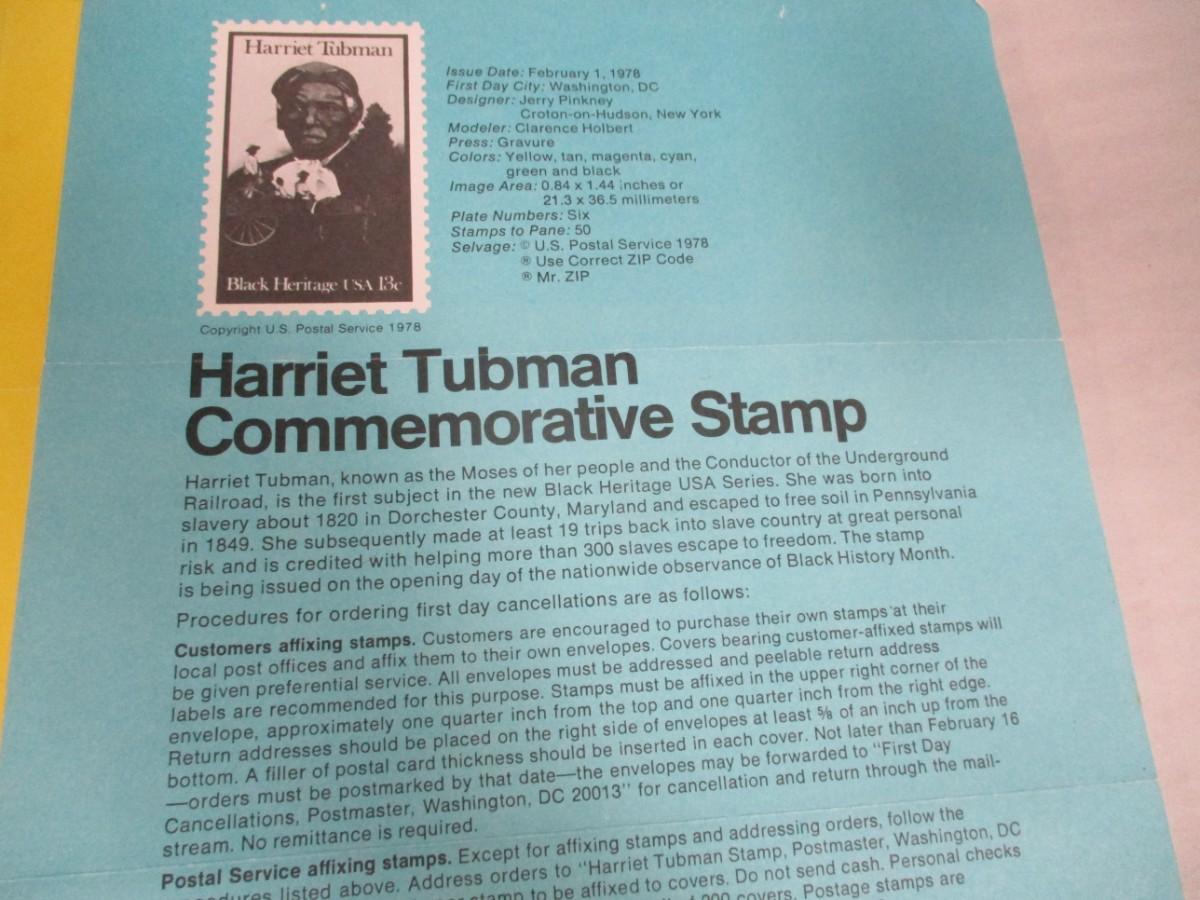 Harriet Tubman
Black Heritage USA 13c
Copyright U.S. Postal Service 1978
Issue Date: February 1, 1978
First Day City: Washington, DC
Designer: Jerry Pinkney
Croton-on-Hudson, New York
Modeler: Clarence Holbert
Press: Gravure
Colors: Yellow, tan, magenta, cyan,
green and black
Image Area: 0.84 x 1.44 inches or
21.3 x 36.5 millimeters
Plate Numbers: Six
Stamps to Pane: 50
Selvage: © U.S. Postal Service 1978
® Use Correct ZIP Code
® Mr. ZIP
Harriet Tubman
Commemorative Stamp
Harriet Tubman, known as the Moses of her people and the Conductor of the Underground
Railroad, is the first subject in the new Black Heritage USA Series. She was born into
slavery about 1820 in Dorchester County, Maryland and escaped to free soil in Pennsylvania
in 1849. She subsequently made at least 19 trips back into slave country at great personal
risk and is credited with helping more than 300 slaves escape to freedom. The stamp
is being issued on the opening day of the nationwide observance of Black History Month.
Procedures for ordering first day cancellations are as follows:
Customers affixing stamps. Customers are encouraged to purchase their own stamps at their
local post offices and affix them to their own envelopes. Covers bearing customer-affixed stamps will
be given preferential service. All envelopes must be addressed and peelable return address
labels are recommended for this purpose. Stamps must be affixed in the upper right corner of the
envelope, approximately one quarter inch from the top and one quarter inch from the right edge.
Return addresses should be placed on the right side of envelopes at least ⅝ of an inch up from the
bottom. A filler of postal card thickness should be inserted in each cover. Not later than February 16
—orders must be postmarked by that date—the envelopes may be forwarded to "First Day
Cancellations, Postmaster, Washington, DC 20013" for cancellation and return through the mail-
stream. No remittance is required.
Postal Service affixing stamps. Except for affixing stamps and addressing orders, follow the
listed above. Address orders to "Harriet Tubman Stamp, Postmaster, Washington, DC
stamp to be affixed to covers. Do not send cash. Personal checks
covers. Postage stamps are